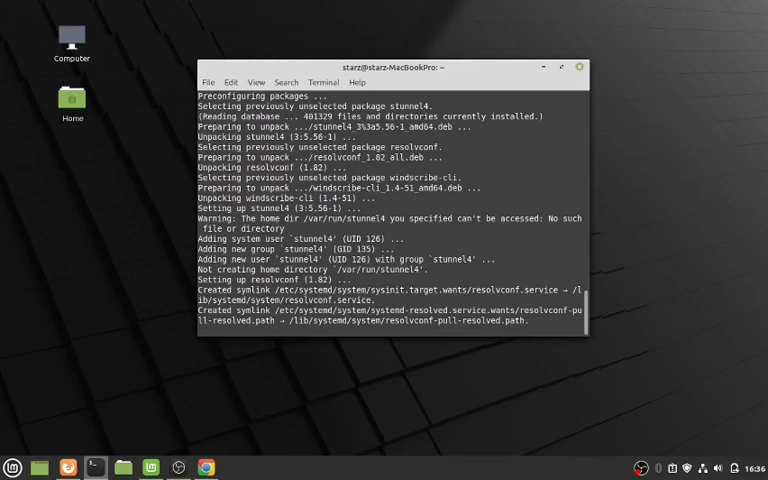 Computer
Home
starz@starz-MacBookPro: ~
File Edit View Search Terminal Help
Preconfiguring packages ...
Selecting previously unselected package stunnel4.
(Reading database ... 401329 files and directories currently installed.)
Preparing to unpack .../stunnel4_3%3a5.56-1_amd64.deb ...
Unpacking stunnel4 (3:5.56-1) ...
Selecting previously unselected package resolvconf.
Preparing to unpack .../resolvconf_1.82_all.deb ...
Unpacking resolvconf (1.82) ...
Selecting previously unselected package windscribe-cli.
Preparing to unpack .../windscribe-cli_1.4-51_amd64.deb ...
Unpacking windscribe-cli (1.4-51) ...
Setting up stunnel4 (3:5.56-1) ...
Warning: The home dir /var/run/stunnel4 you specified can't be accessed: No such
file or directory
Adding system user `stunnel4' (UID 126) ...
Adding new group `stunnel4' (GID 135) ...
Adding new user `stunnel4' (UID 126) with group `stunnel4' ...
Not creating home directory `/var/run/stunnel4'.
Setting up resolvconf (1.82) ...
Created symlink /etc/systemd/system/sysinit.target.wants/resolvconf.service → /l
ib/systemd/system/resolvconf.service.
Created symlink /etc/systemd/system/systemd-resolved.service.wants/resolvconf-pu
ll-resolved.path → /lib/systemd/system/resolvconf-pull-resolved.path.
16:36